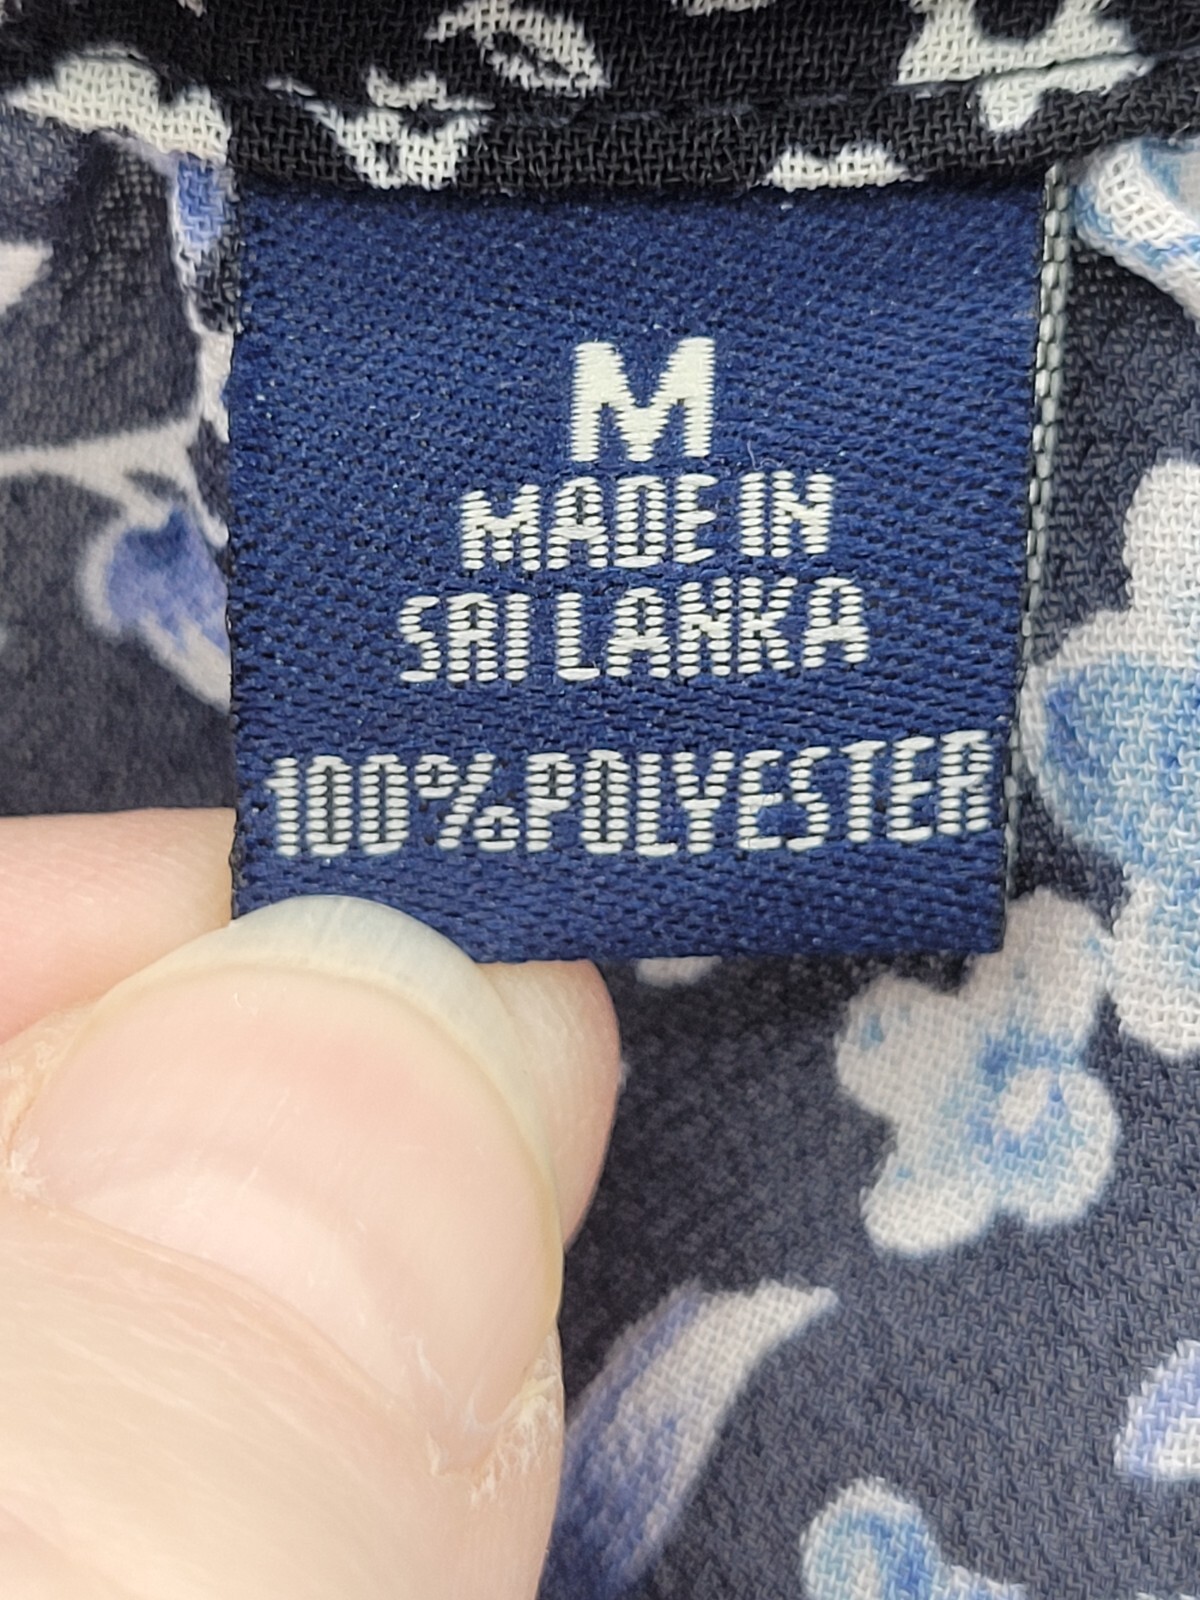 M
MADE IN
SRI LANKA
100% POLYESTER